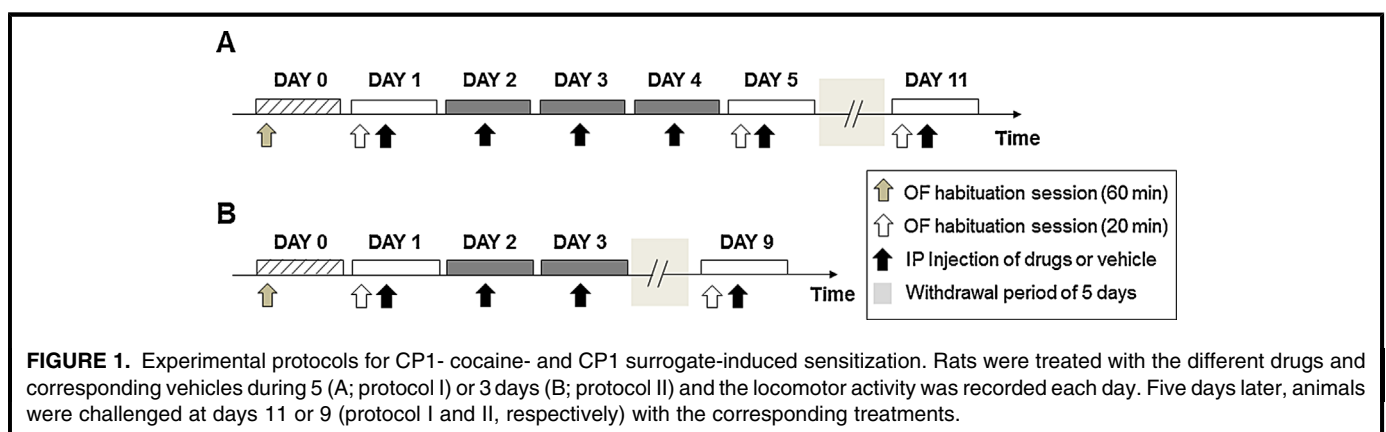 A
DAY 0 DAY 1 DAY 2 DAY 3 DAY 4 DAY 5 DAY 11
Time
B
DAY 0 DAY 1 DAY 2 DAY 3 DAY 9
Time
OF habituation session (60 min)
OF habituation session (20 min)
IP Injection of drugs or vehicle
Withdrawal period of 5 days
FIGURE 1. Experimental protocols for CP1- cocaine- and CP1 surrogate-induced sensitization. Rats were treated with the different drugs and
corresponding vehicles during 5 (A; protocol I) or 3 days (B; protocol II) and the locomotor activity was recorded each day. Five days later, animals
were challenged at days 11 or 9 (protocol I and II, respectively) with the corresponding treatments.